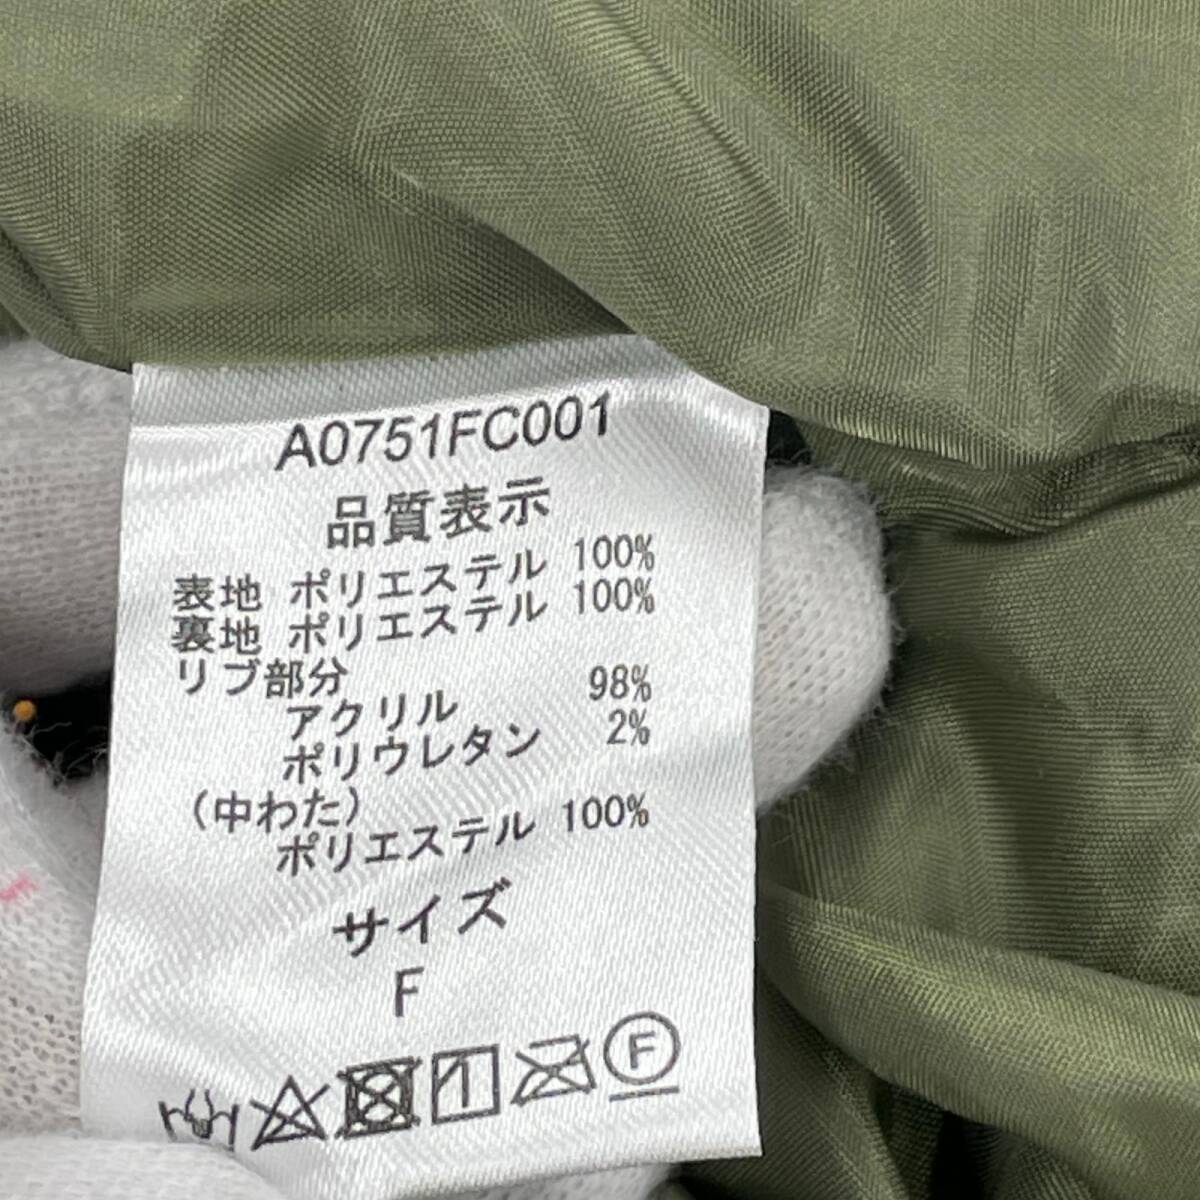 A0751FC001
品質表示
表地 ポリエステル 100%
裏地 ポリエステル 100%
リブ部分
アクリル 98%
ポリウレタン 2%
(中わた)
ポリエステル 100%
サイズ
F
F